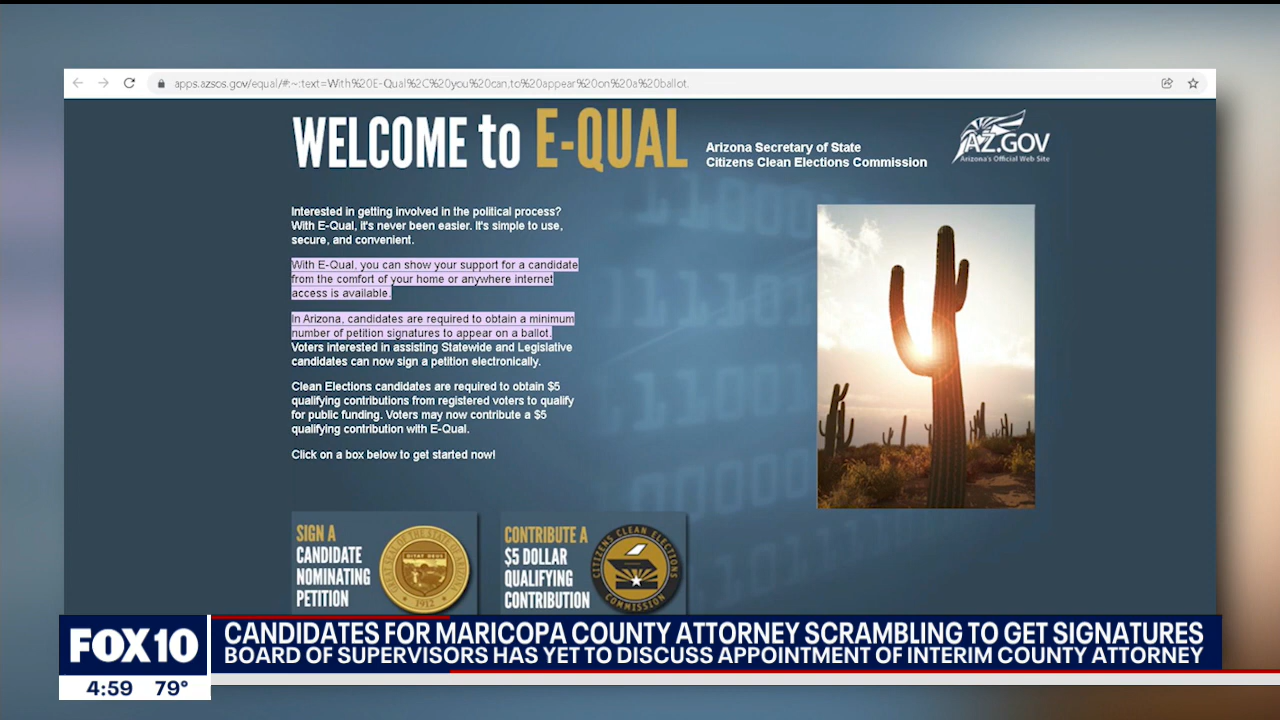 apps.azsos.gov/equal/#:~:text=With%20E-Qual%2C%20you%20can,to%20appear%20on%20a%20ballot.
WELCOME to E-QUAL
Arizona Secretary of State
Citizens Clean Elections Commission
AZ.GOV
Arizona's Official Web Site
Interested in getting involved in the political process?
With E-Qual, it's never been easier. It's simple to use,
secure, and convenient.
With E-Qual, you can show your support for a candidate
from the comfort of your home or anywhere internet
access is available.
In Arizona, candidates are required to obtain a minimum
number of petition signatures to appear on a ballot.
Voters interested in assisting Statewide and Legislative
candidates can now sign a petition electronically.
Clean Elections candidates are required to obtain $5
qualifying contributions from registered voters to qualify
for public funding. Voters may now contribute a $5
qualifying contribution with E-Qual.
Click on a box below to get started now!
SIGN A
CANDIDATE
NOMINATING
PETITION
DITAT DEUS
1912
CONTRIBUTE A
$5 DOLLAR
QUALIFYING
CONTRIBUTION
CITIZENS CLEAN ELECTIONS
COMMISSION
FOX 10
4:59 79°
CANDIDATES FOR MARICOPA COUNTY ATTORNEY SCRAMBLING TO GET SIGNATURES
BOARD OF SUPERVISORS HAS YET TO DISCUSS APPOINTMENT OF INTERIM COUNTY ATTORNEY